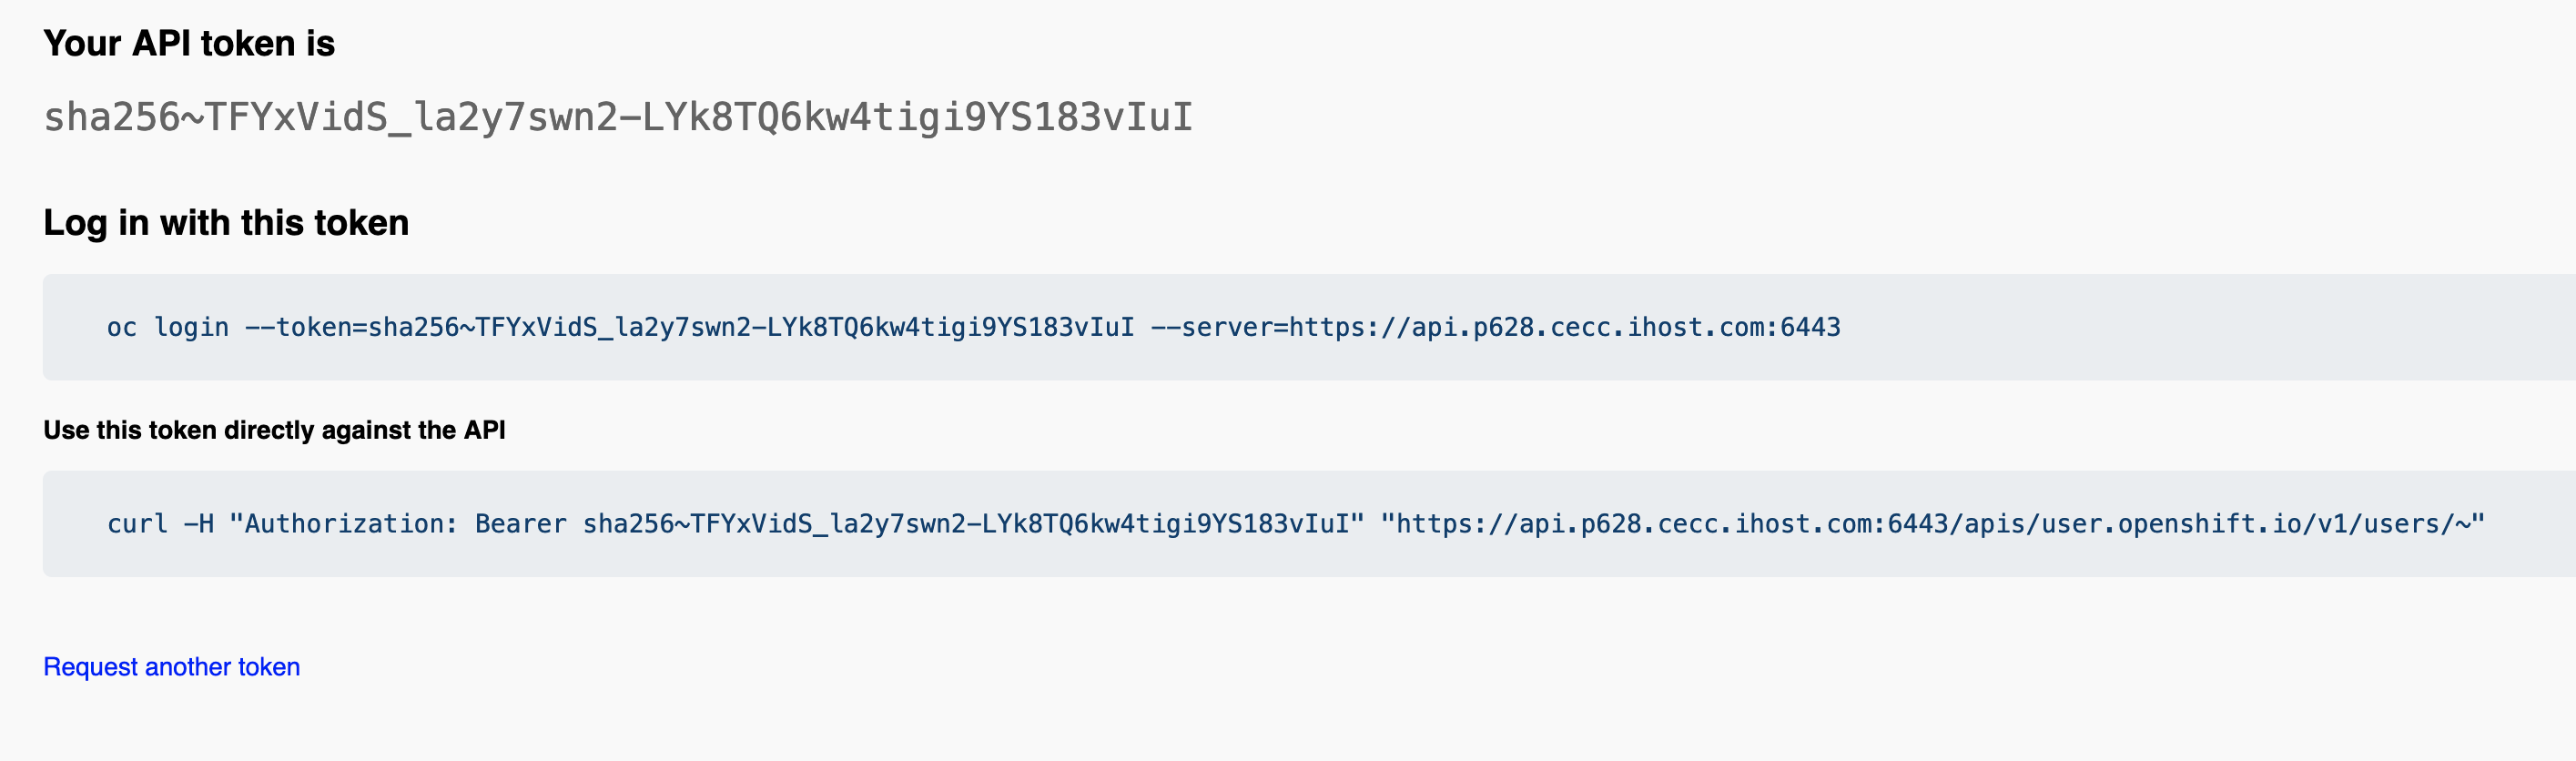 Your API token is
sha256~TFYxVidS_la2y7swn2-LYk8TQ6kw4tigi9YS183vIuI
Log in with this token
oc login --token=sha256~TFYxVidS_la2y7swn2-LYk8TQ6kw4tigi9YS183vIuI --server=https://api.p628.cecc.ihost.com:6443
Use this token directly against the API
curl -H "Authorization: Bearer sha256~TFYxVidS_la2y7swn2-LYk8TQ6kw4tigi9YS183vIuI" "https://api.p628.cecc.ihost.com:6443/apis/user.openshift.io/v1/users/~"
Request another token